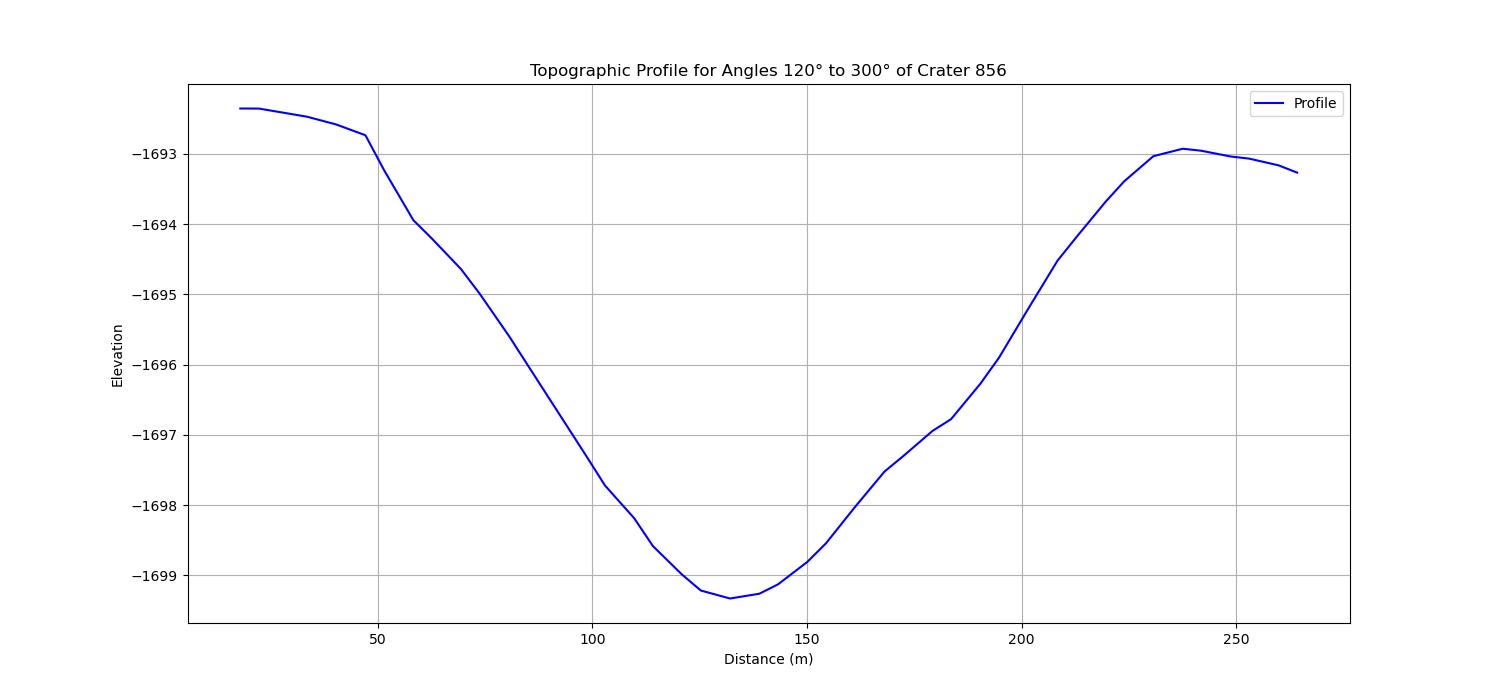 Topographic Profile for Angles 120° to 300° of Crater 856
Profile
−1693
−1694
−1695
−1696
−1697
−1698
−1699
Elevation
50 100 150 200 250
Distance (m)